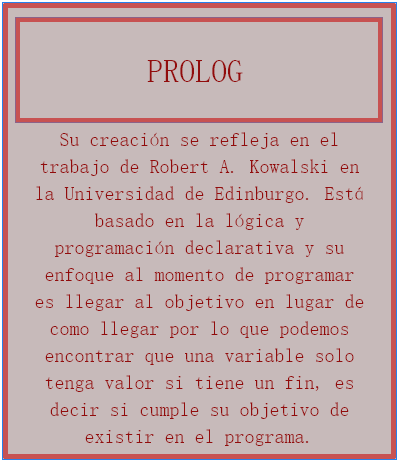 PROLOG
Su creación se refleja en el
trabajo de Robert A. Kowalski en
la Universidad de Edinburgo. Está
basado en la lógica y
programación declarativa y su
enfoque al momento de programar
es llegar al objetivo en lugar de
como llegar por lo que podemos
encontrar que una variable solo
tenga valor si tiene un fin, es
decir si cumple su objetivo de
existir en el programa.